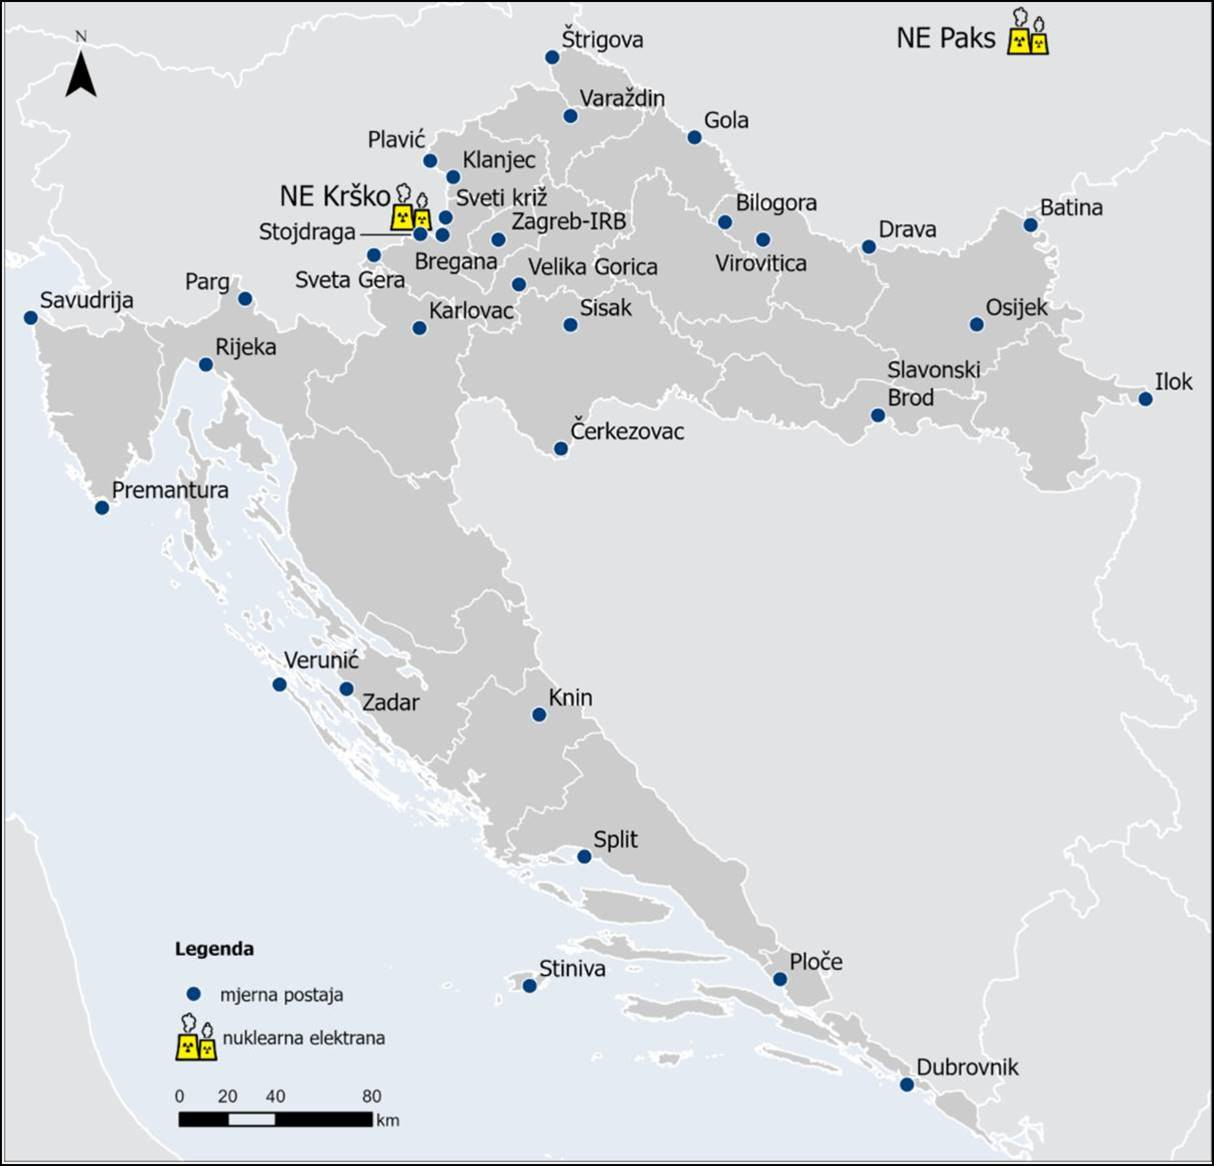 N
Štrigova
NE Paks
Varaždin
Gola
Plavić
Klanjec
NE Krško
Sveti križ
Bilogora
Batina
Stojdraga
Zagreb-IRB
Drava
Bregana
Virovitica
Sveta Gera
Velika Gorica
Parg
Savudrija
Karlovac
Sisak
Osijek
Rijeka
Slavonski
Brod
Ilok
Čerkezovac
Premantura
Verunić
Zadar
Knin
Split
Legenda
Stiniva
Ploče
mjerna postaja
nuklearna elektrana
Dubrovnik
0 20 40 80
km